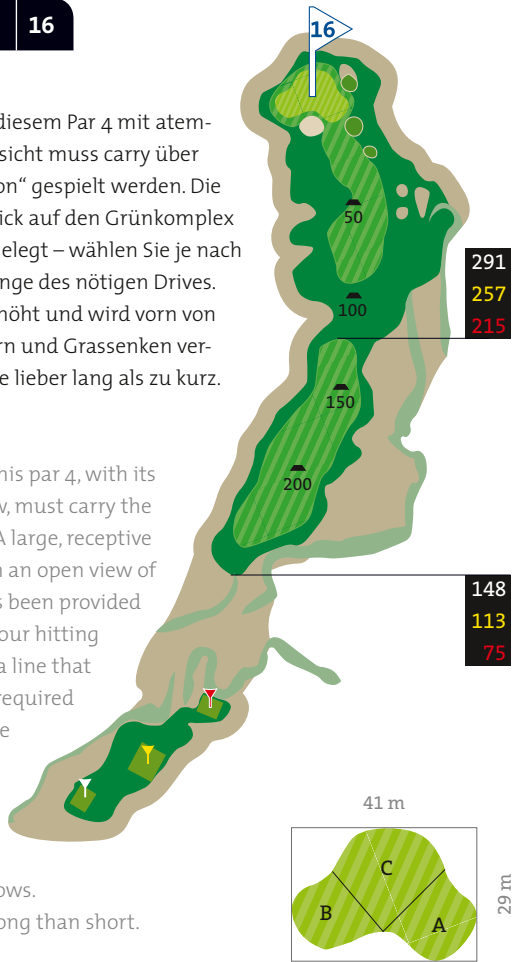 16
16
diesem Par 4 mit atem-
sicht muss carry über
on“ gespielt werden. Die
ick auf den Grünkomplex
elegt – wählen Sie je nach
nge des nötigen Drives.
höht und wird vorn von
rn und Grassenken ver-
e lieber lang als zu kurz.
his par 4, with its
w, must carry the
A large, receptive
h an open view of
s been provided
our hitting
a line that
required
e
ows.
ong than short.
50
100
150
200
291
257
215
148
113
75
41 m
29 m
C
B
A